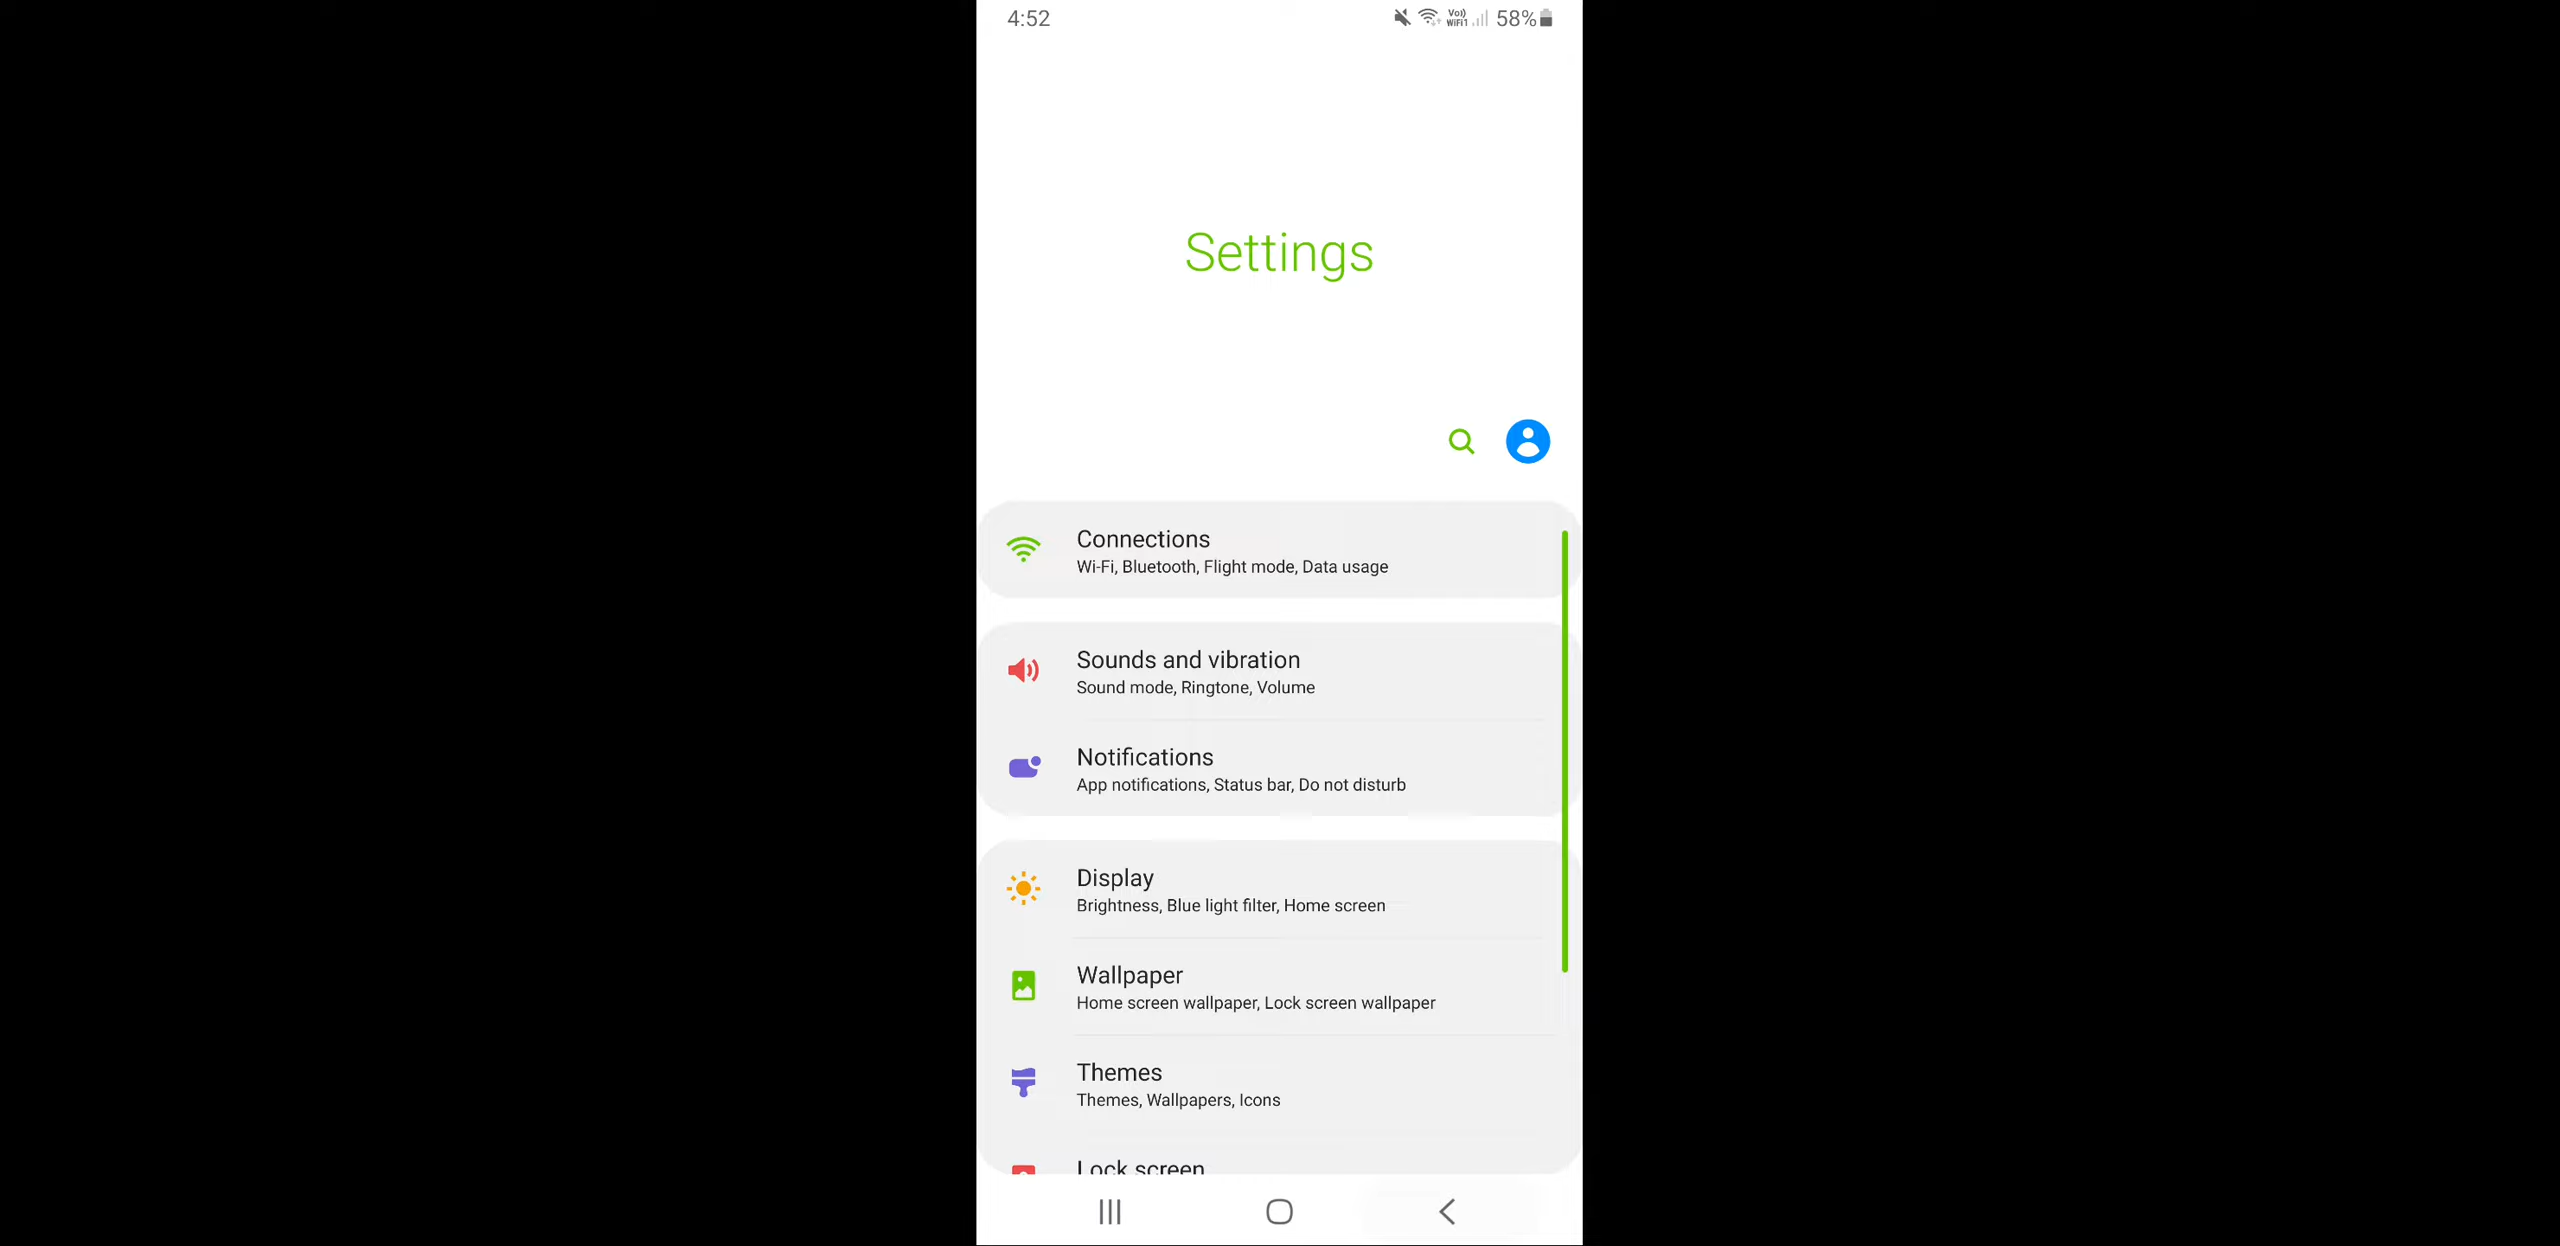 4:52
Vo)) WiFi1 58%
Settings
Connections
Wi-Fi, Bluetooth, Flight mode, Data usage
Sounds and vibration
Sound mode, Ringtone, Volume
Notifications
App notifications, Status bar, Do not disturb
Display
Brightness, Blue light filter, Home screen
Wallpaper
Home screen wallpaper, Lock screen wallpaper
Themes
Themes, Wallpapers, Icons
Lock screen